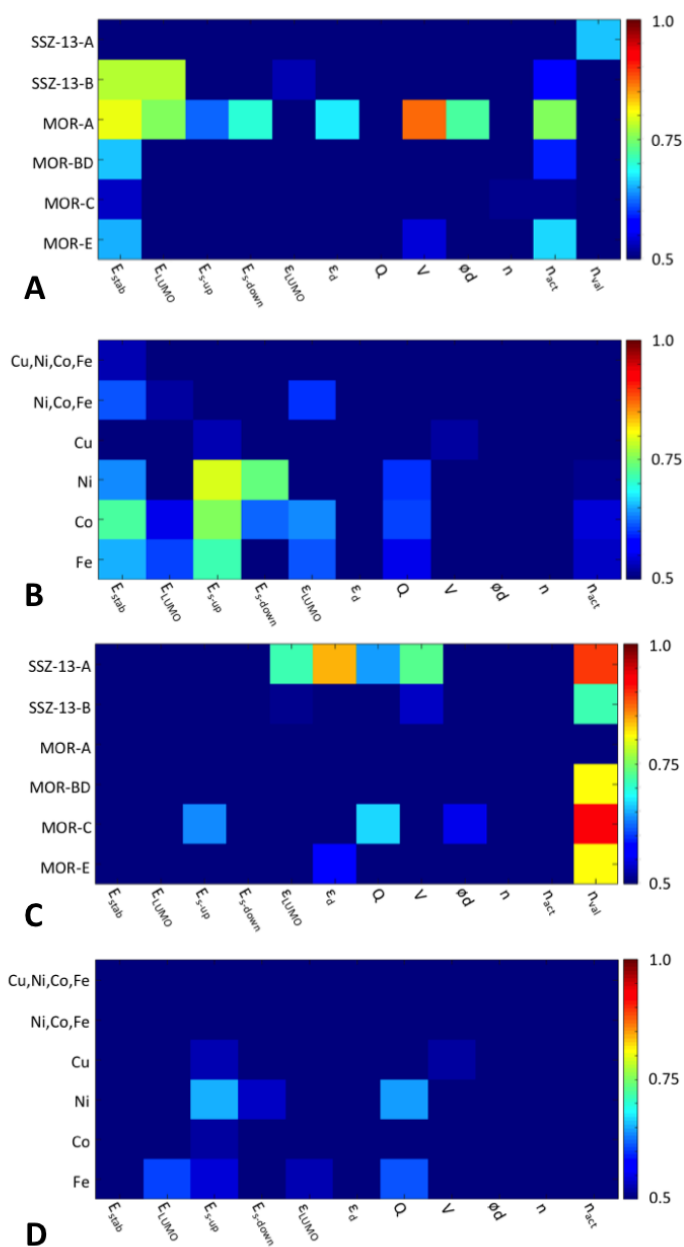 SSZ-13-A
SSZ-13-B
MOR-A
MOR-BD
MOR-C
MOR-E
1.0
0.75
0.5
A
E_stab E_LUMO E_s-up E_s-down ε_LUMO ε_d Q V ød n n_act n_val
Cu,Ni,Co,Fe
Ni,Co,Fe
Cu
Ni
Co
Fe
1.0
0.75
0.5
B
E_stab E_LUMO E_s-up E_s-down ε_LUMO ε_d Q V ød n n_act
SSZ-13-A
SSZ-13-B
MOR-A
MOR-BD
MOR-C
MOR-E
1.0
0.75
0.5
C
E_stab E_LUMO E_s-up E_s-down ε_LUMO ε_d Q V ød n n_act n_val
Cu,Ni,Co,Fe
Ni,Co,Fe
Cu
Ni
Co
Fe
1.0
0.75
0.5
D
E_stab E_LUMO E_s-up E_s-down ε_LUMO ε_d Q V ød n n_act